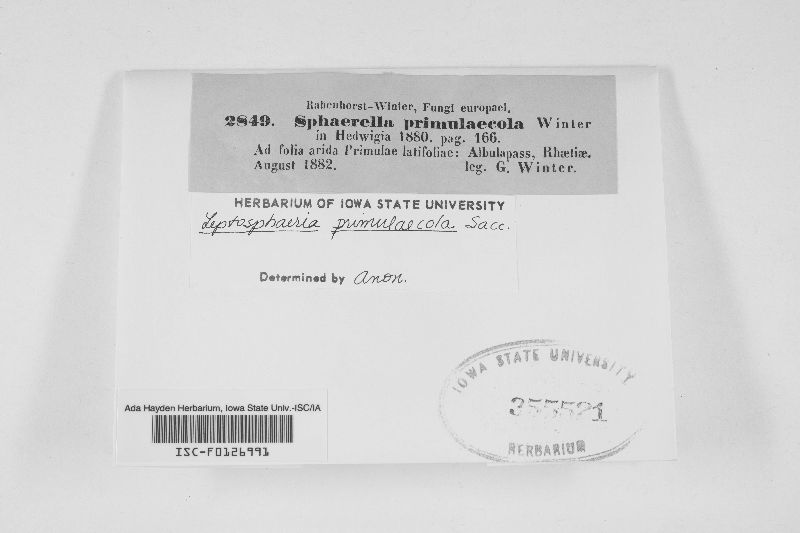 Rabenhorst-Winter, Fungi europaei.
2849. Sphaerella primulaecola Winter
in Hedwigia 1880. pag. 166.
Ad folia arida Primulae latifoliae: Albulapass, Rhætiæ.
August 1882. leg. G. Winter.
HERBARIUM OF IOWA STATE UNIVERSITY
Leptosphaeria primulaecola Sacc.
Determined by Anon.
IOWA STATE UNIVERSITY
355521
HERBARIUM
Ada Hayden Herbarium, Iowa State Univ.-ISC/IA
ISC-F0126991